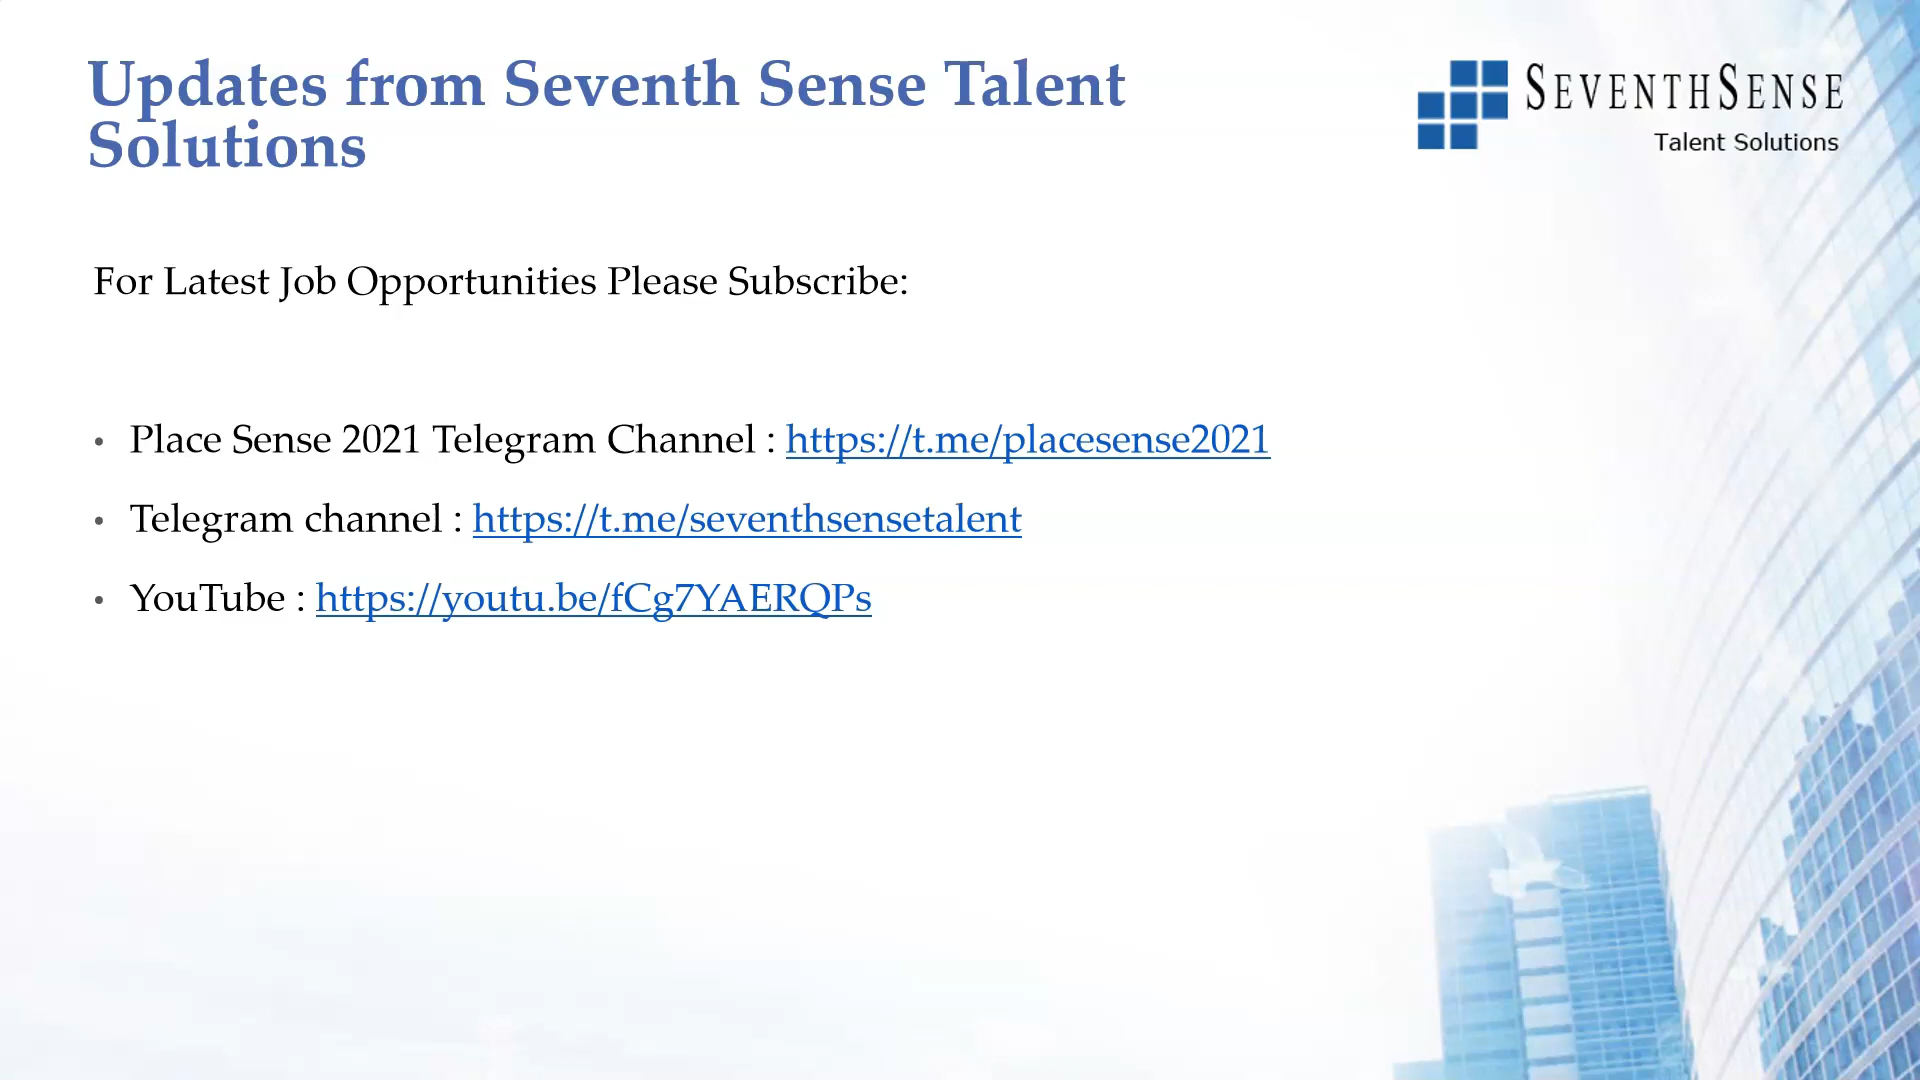 Updates from Seventh Sense Talent
Solutions
SEVENTHSENSE
Talent Solutions
For Latest Job Opportunities Please Subscribe:
• Place Sense 2021 Telegram Channel : https://t.me/placesense2021
• Telegram channel : https://t.me/seventhsensetalent
• YouTube : https://youtu.be/fCg7YAERQPs